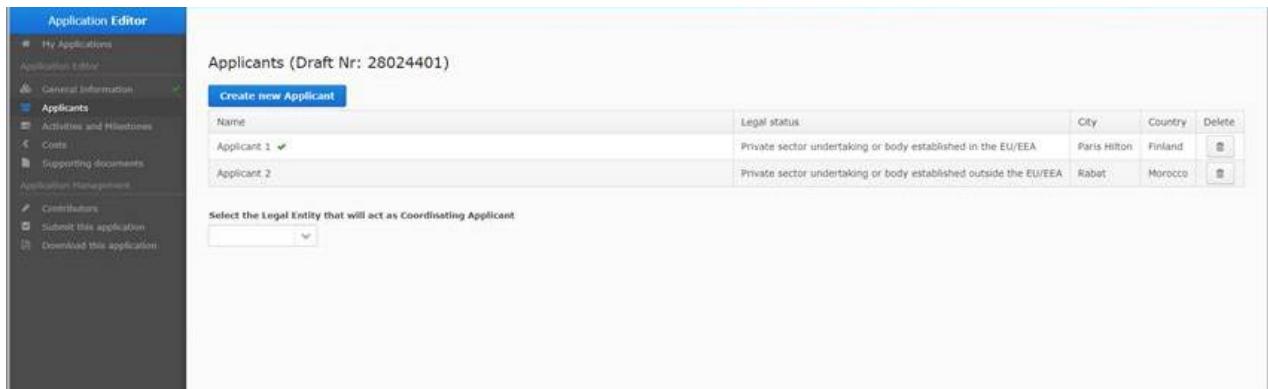 Application Editor
My Applications
Application Editor
General Information
Applicants
Activities and Milestones
Costs
Supporting documents
Application Management
Contributors
Submit this application
Download this application
Applicants (Draft Nr: 28024401)
Create new Applicant
Name Legal status City Country Delete
Applicant 1 Private sector undertaking or body established in the EU/EEA Paris Hilton Finland
Applicant 2 Private sector undertaking or body established outside the EU/EEA Rabat Morocco
Select the Legal Entity that will act as Coordinating Applicant